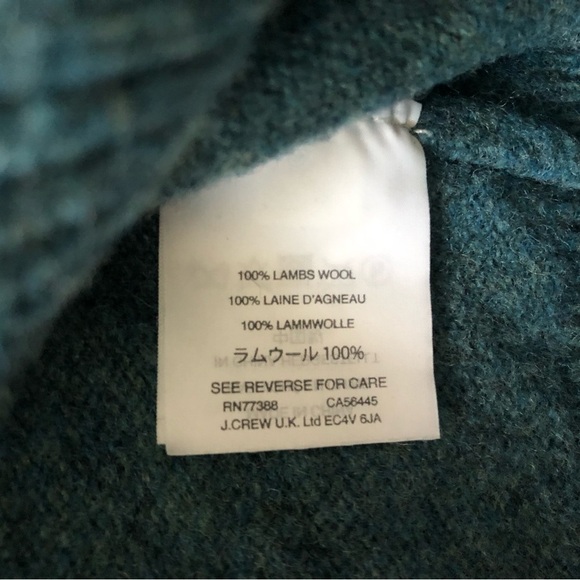 100% LAMBS WOOL
100% LAINE D'AGNEAU
100% LAMMWOLLE
ラムウール 100%
SEE REVERSE FOR CARE
RN77388 CA56445
J.CREW U.K. Ltd EC4V 6JA